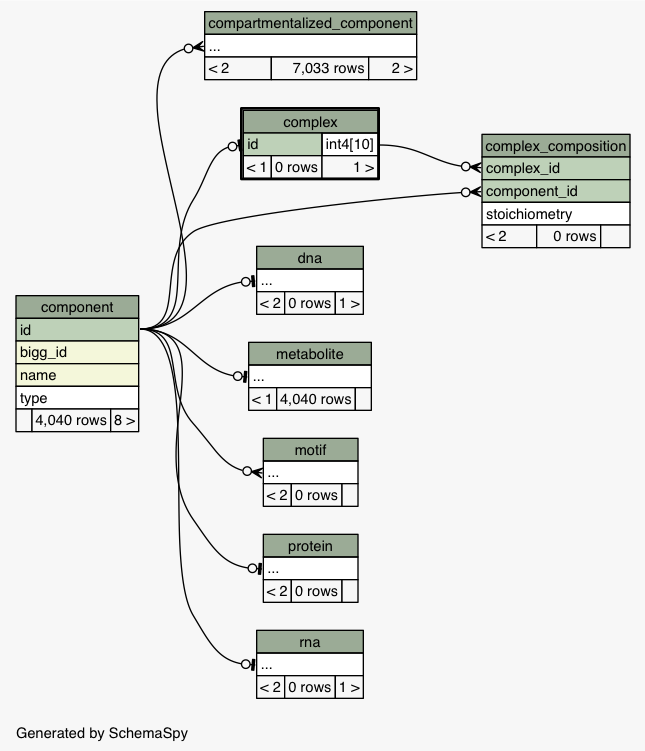 compartmentalized_component
...
< 2 7,033 rows 2 >
complex
id int4[10]
< 1 0 rows 1 >
complex_composition
complex_id
component_id
stoichiometry
< 2 0 rows
dna
...
< 2 0 rows 1 >
component
id
bigg_id
name
type
4,040 rows 8 >
metabolite
...
< 1 4,040 rows
motif
...
< 2 0 rows
protein
...
< 2 0 rows
rna
...
< 2 0 rows 1 >
Generated by SchemaSpy